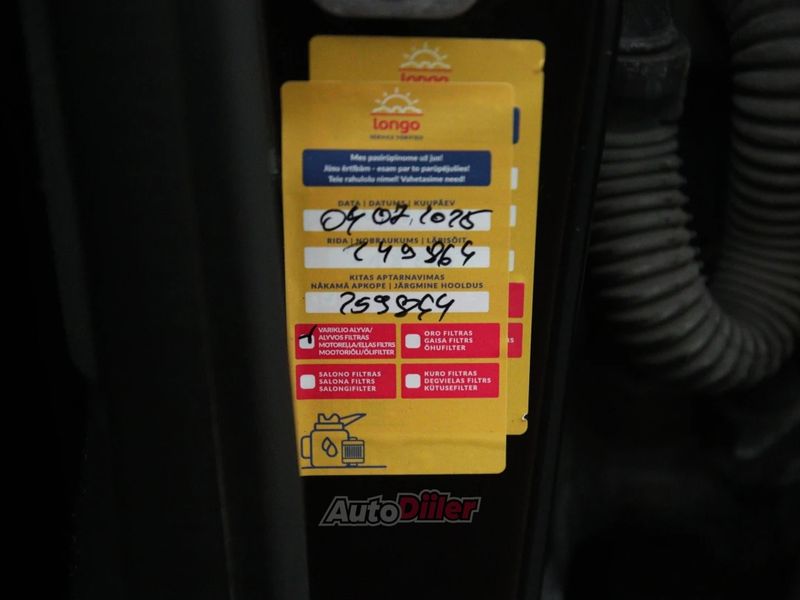 longo
longo
SERVICE VERIFIED
Mes pasirūpinome už jus!
Jūsu ērtībām - esam par to parūpējušies!
Teie rahulolu nimel! Vahetasime need!
DATA | DATUMS | KUUPÄEV
04 07.2025
RIDA | NOBRAUKUMS | LÄBISÕIT
249864
KITAS APTARNAVIMAS
NĀKAMĀ APKOPE | JÄRGMINE HOOLDUS
259864
VARIKLIO ALYVA/
ALYVOS FILTRAS
MOTOREĻĻA/EĻĻAS FILTRS
MOOTORIÕLI/ÕLIFILTER
ORO FILTRAS
GAISA FILTRS
ÕHUFILTER
SALONO FILTRAS
SALONA FILTRS
SALONGIFILTER
KURO FILTRAS
DEGVIELAS FILTRS
KÜTUSEFILTER
AutoDiiler